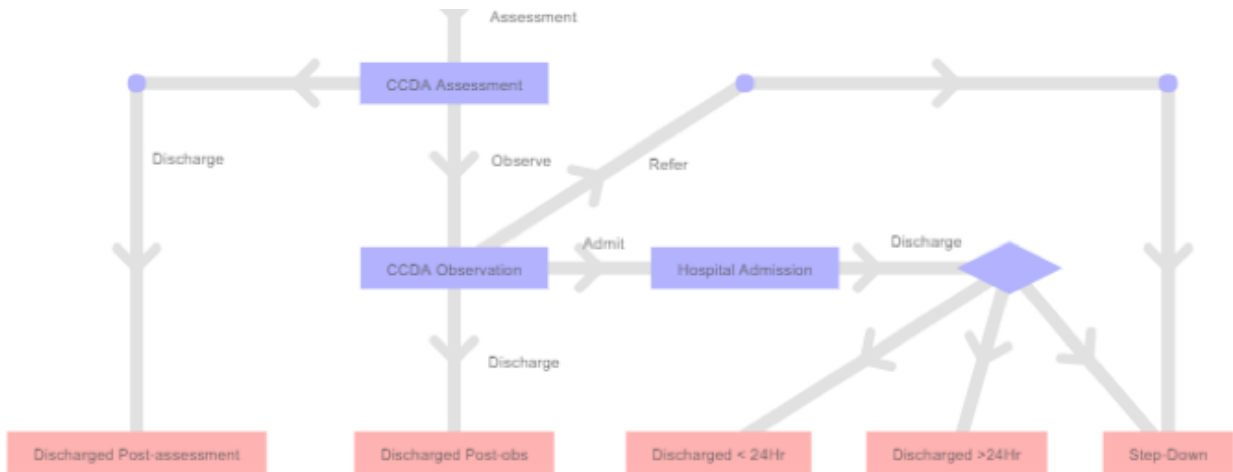 Assessment
CCDA Assessment
Discharge
Observe
Refer
Admit
Discharge
CCDA Observation
Hospital Admission
Discharge
Discharged Post-assessment
Discharged Post-obs
Discharged < 24Hr
Discharged >24Hr
Step-Down